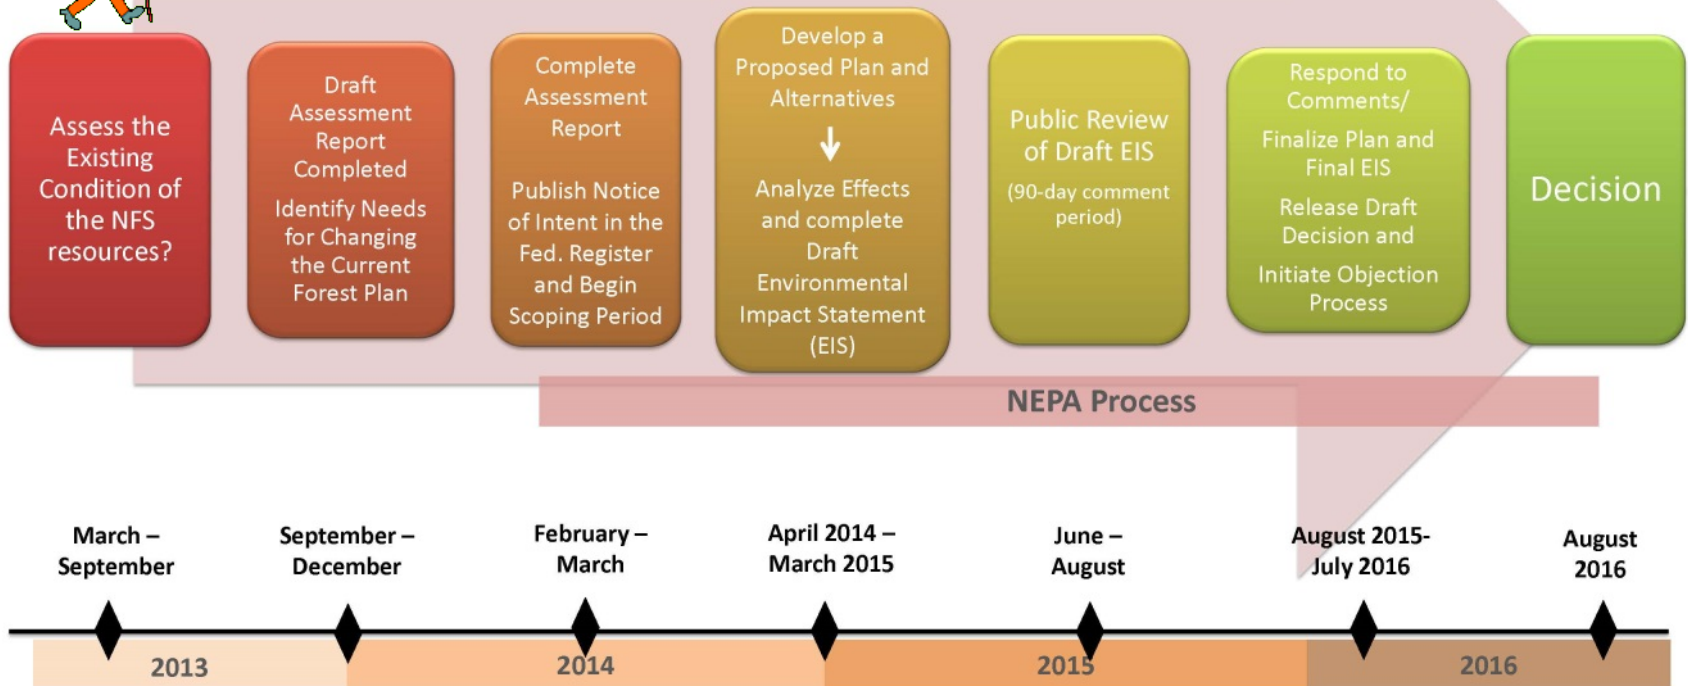 Assess the
Existing
Condition of
the NFS
resources?
Draft
Assessment
Report
Completed
Identify Needs
for Changing
the Current
Forest Plan
Complete
Assessment
Report
Publish Notice
of Intent in the
Fed. Register
and Begin
Scoping Period
Develop a
Proposed Plan and
Alternatives
Analyze Effects
and complete
Draft
Environmental
Impact Statement
(EIS)
Public Review
of Draft EIS
(90-day comment
period)
Respond to
Comments/
Finalize Plan and
Final EIS
Release Draft
Decision and
Initiate Objection
Process
Decision
NEPA Process
March –
September
September –
December
February –
March
April 2014 –
March 2015
June –
August
August 2015-
July 2016
August
2016
2013
2014
2015
2016